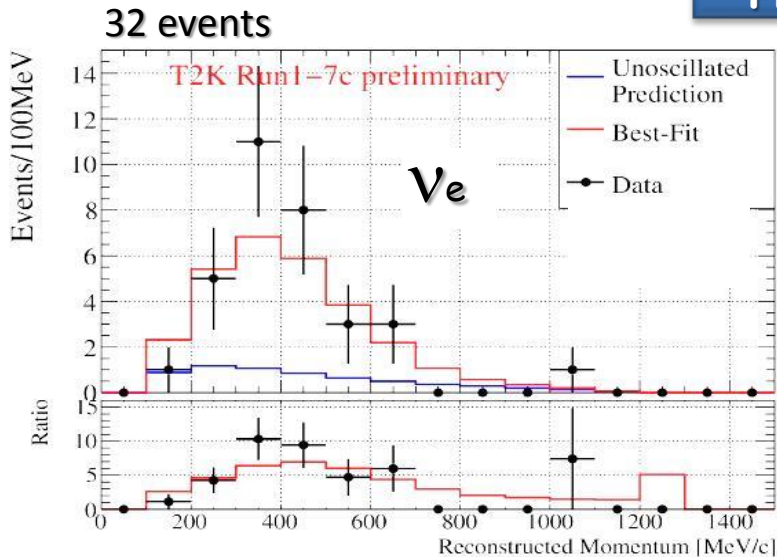 32 events
T2K Run1-7c preliminary
Unoscillated
Prediction
Best-Fit
Data
νe
Events/100MeV
14
12
10
8
6
4
2
0
Ratio
15
10
5
0
0 200 400 600 800 1000 1200 1400
Reconstructed Momentum [MeV/c]